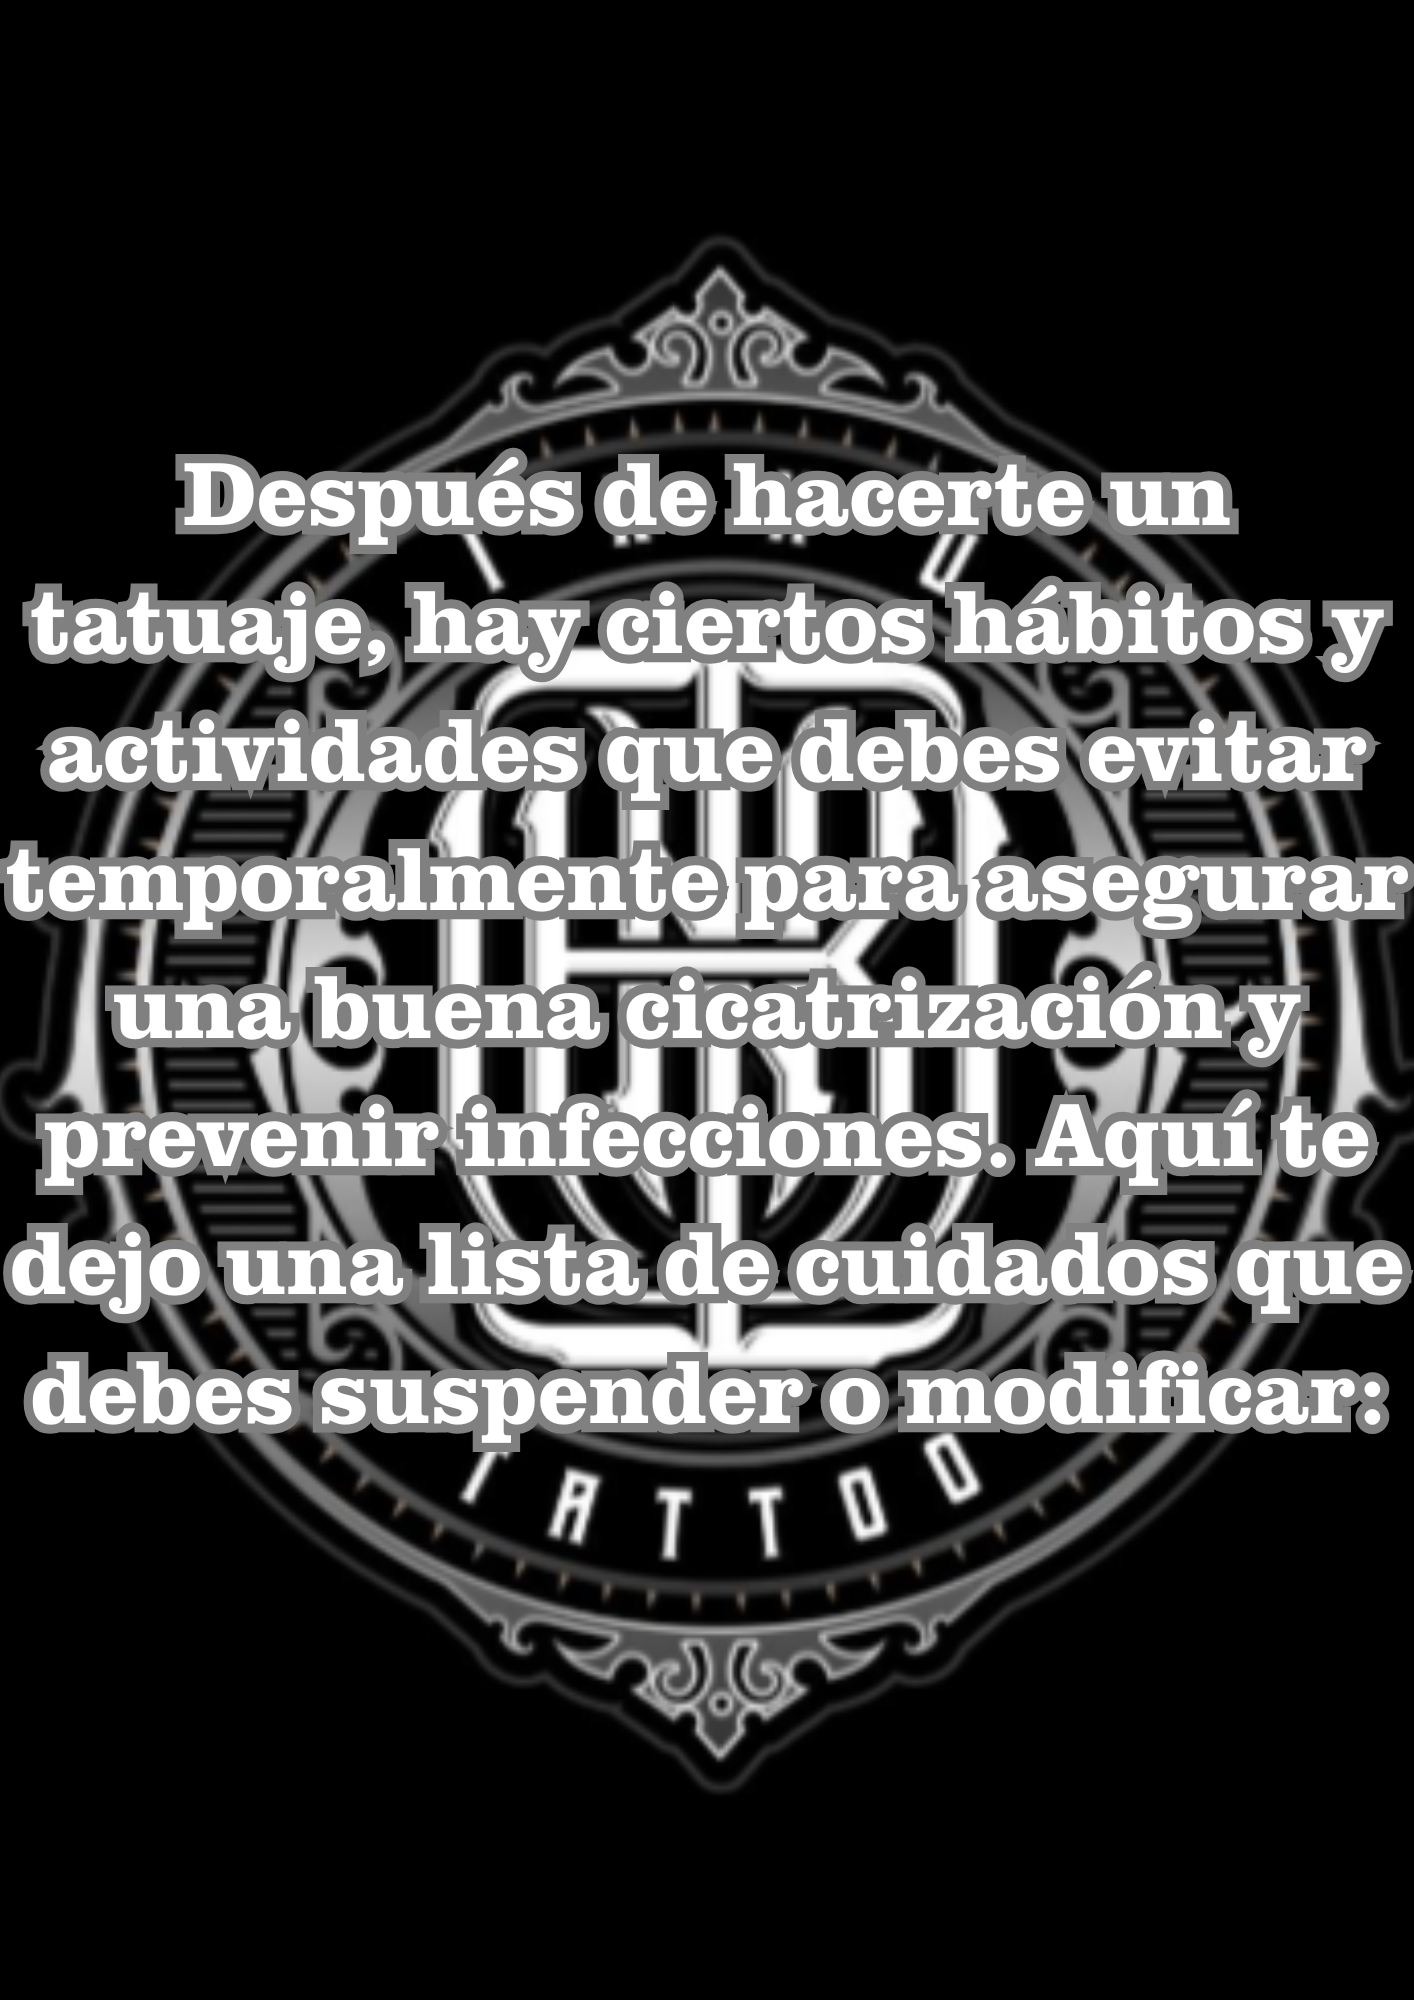 Después de hacerte un
tatuaje, hay ciertos hábitos y
actividades que debes evitar
temporalmente para asegurar
una buena cicatrización y
prevenir infecciones. Aquí te
dejo una lista de cuidados que
debes suspender o modificar:
TATTOO